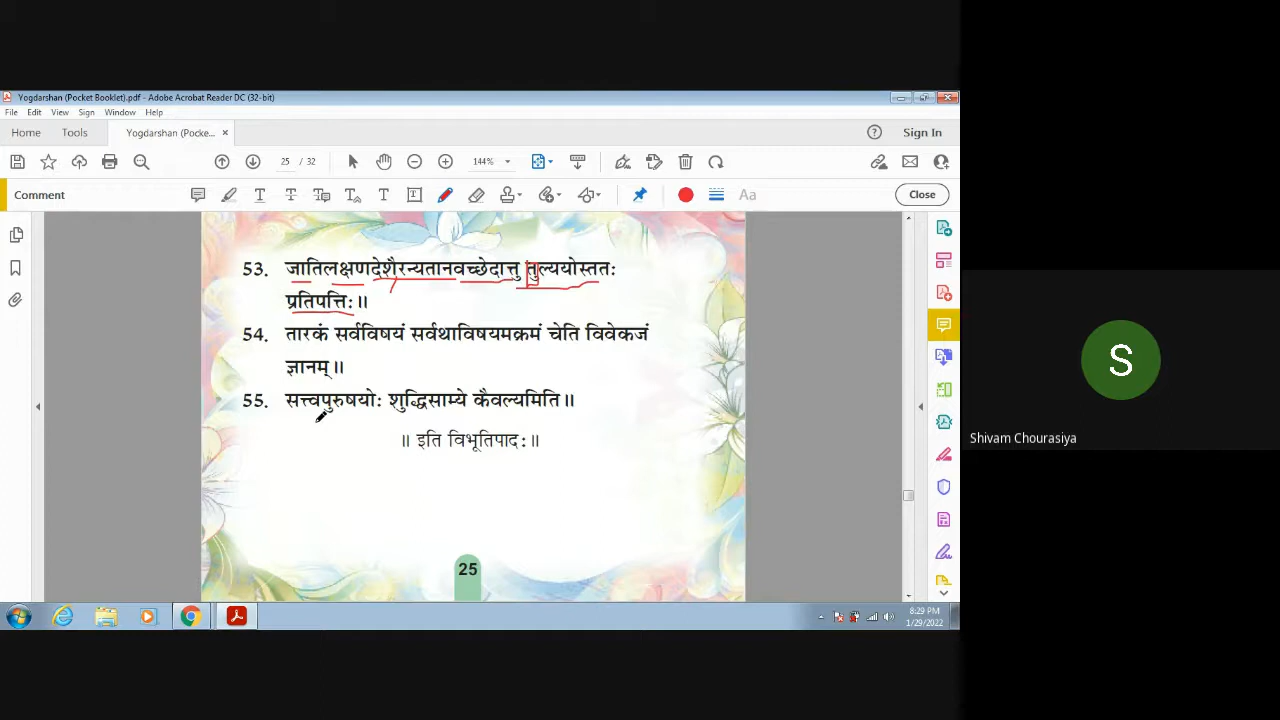 Yogdarshan (Pocket Booklet).pdf - Adobe Acrobat Reader DC (32-bit)
File Edit View Sign Window Help
Home Tools Yogdarshan (Pocke... × Sign In
25 / 32 144%
Comment Close
53. जातिलक्षणदेशैरन्यतानवच्छेदात्तु तुल्ययोस्ततः
प्रतिपत्तिः॥
54. तारकं सर्वविषयं सर्वथाविषयमक्रमं चेति विवेकजं
ज्ञानम्॥
55. सत्त्वपुरुषयोः शुद्धिसाम्ये कैवल्यमिति॥
॥ इति विभूतिपादः॥
25
S
Shivam Chourasiya
8:29 PM
1/29/2022